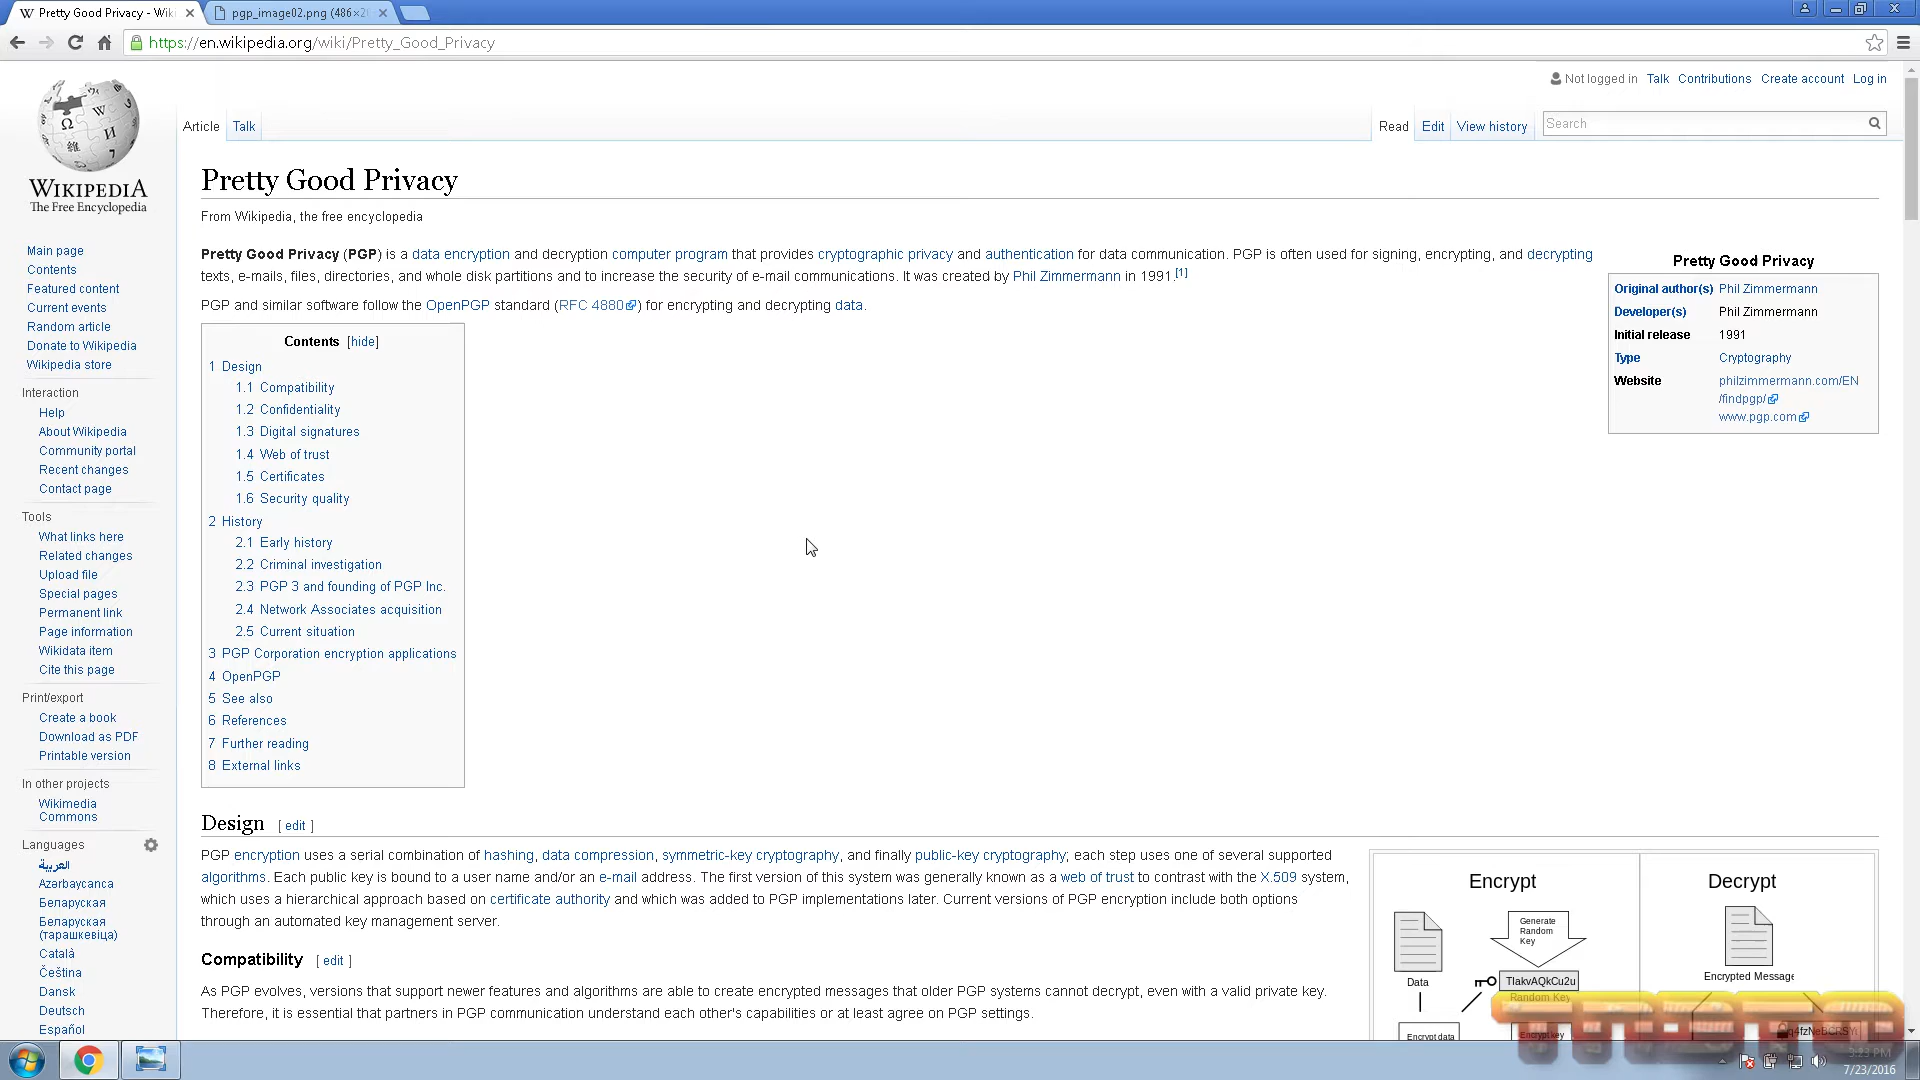 Pretty Good Privacy - Wik
pgp_image02.png (486×2
https://en.wikipedia.org/wiki/Pretty_Good_Privacy
Not logged in Talk Contributions Create account Log in
Article Talk
Read Edit View history
Search
WIKIPEDIA
The Free Encyclopedia
Main page
Contents
Featured content
Current events
Random article
Donate to Wikipedia
Wikipedia store
Interaction
Help
About Wikipedia
Community portal
Recent changes
Contact page
Tools
What links here
Related changes
Upload file
Special pages
Permanent link
Page information
Wikidata item
Cite this page
Print/export
Create a book
Download as PDF
Printable version
In other projects
Wikimedia
Commons
Languages
العربية
Azərbaycanca
Беларуская
Беларуская
(тарашкевіца)
Català
Čeština
Dansk
Deutsch
Español
Pretty Good Privacy
From Wikipedia, the free encyclopedia
Pretty Good Privacy (PGP) is a data encryption and decryption computer program that provides cryptographic privacy and authentication for data communication. PGP is often used for signing, encrypting, and decrypting
texts, e-mails, files, directories, and whole disk partitions and to increase the security of e-mail communications. It was created by Phil Zimmermann in 1991.[1]
PGP and similar software follow the OpenPGP standard (RFC 4880) for encrypting and decrypting data.
Pretty Good Privacy
Original author(s) Phil Zimmermann
Developer(s) Phil Zimmermann
Initial release 1991
Type Cryptography
Website philzimmermann.com/EN
/findpgp/
www.pgp.com
Contents [hide]
1 Design
1.1 Compatibility
1.2 Confidentiality
1.3 Digital signatures
1.4 Web of trust
1.5 Certificates
1.6 Security quality
2 History
2.1 Early history
2.2 Criminal investigation
2.3 PGP 3 and founding of PGP Inc.
2.4 Network Associates acquisition
2.5 Current situation
3 PGP Corporation encryption applications
4 OpenPGP
5 See also
6 References
7 Further reading
8 External links
Design [ edit ]
PGP encryption uses a serial combination of hashing, data compression, symmetric-key cryptography, and finally public-key cryptography; each step uses one of several supported
algorithms. Each public key is bound to a user name and/or an e-mail address. The first version of this system was generally known as a web of trust to contrast with the X.509 system,
which uses a hierarchical approach based on certificate authority and which was added to PGP implementations later. Current versions of PGP encryption include both options
through an automated key management server.
Compatibility [ edit ]
As PGP evolves, versions that support newer features and algorithms are able to create encrypted messages that older PGP systems cannot decrypt, even with a valid private key.
Therefore, it is essential that partners in PGP communication understand each other's capabilities or at least agree on PGP settings.
Encrypt
Generate
Random
Key
Data
TIakvAQkCu2u
Random Key
Encrypt data
Encrypt key
Decrypt
Encrypted Message
q4fzNeBCRSYi
3:23 PM
7/23/2016